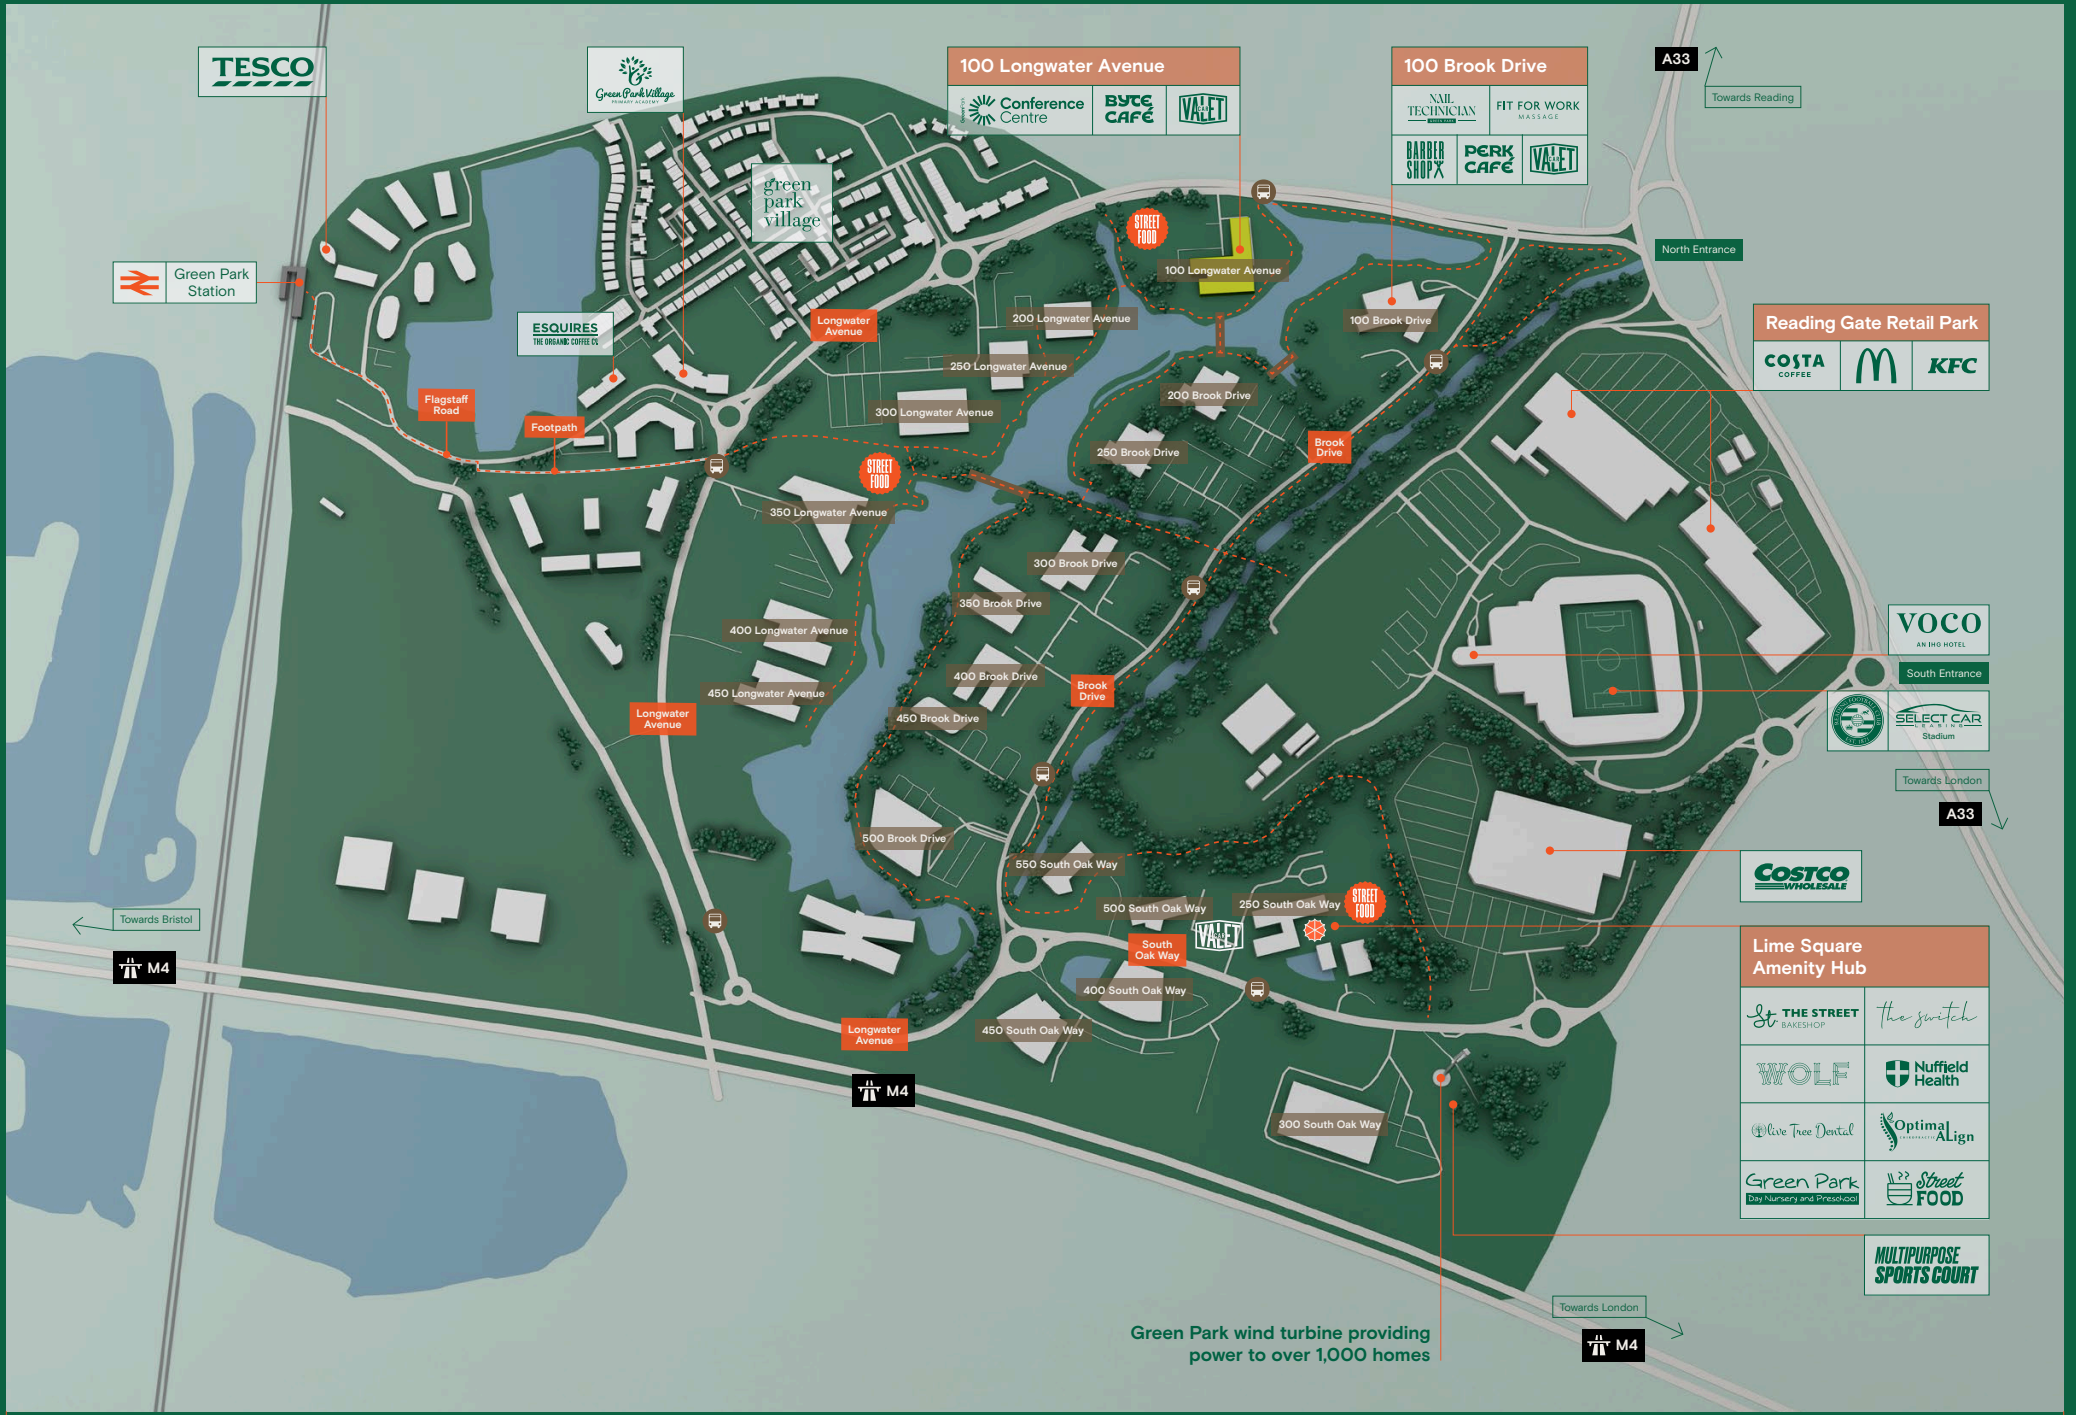 TESCO
Green Park Village
PRIMARY ACADEMY
100 Longwater Avenue
Conference
Centre
BYTE
CAFÉ
CAR
VALET
100 Brook Drive
NAIL
TECHNICIAN
FIT FOR WORK
MASSAGE
BARBER
SHOP
PERK
CAFÉ
CAR
VALET
A33
Towards Reading
green
park
village
STREET
FOOD
North Entrance
Green Park
Station
100 Longwater Avenue
Reading Gate Retail Park
COSTA
COFFEE
KFC
ESQUIRES
THE ORGANIC COFFEE CO.
Longwater
Avenue
200 Longwater Avenue
100 Brook Drive
250 Longwater Avenue
Flagstaff
Road
Footpath
300 Longwater Avenue
200 Brook Drive
250 Brook Drive
Brook
Drive
STREET
FOOD
350 Longwater Avenue
300 Brook Drive
350 Brook Drive
400 Longwater Avenue
VOCO
AN IHG HOTEL
South Entrance
400 Brook Drive
450 Longwater Avenue
Brook
Drive
Longwater
Avenue
450 Brook Drive
READING FOOTBALL CLUB
EST. 1871
SELECT CAR
LEASING
Stadium
Towards London
A33
500 Brook Drive
550 South Oak Way
COSTCO
WHOLESALE
500 South Oak Way
250 South Oak Way
STREET
FOOD
Towards Bristol
M4
CAR
VALET
South
Oak Way
Lime Square
Amenity Hub
400 South Oak Way
Longwater
Avenue
450 South Oak Way
St THE STREET
BAKESHOP
the switch
M4
WOLF
Nuffield
Health
300 South Oak Way
Olive Tree Dental
Optimal
ALign
CHIROPRACTIC
Green Park
Day Nursery and Preschool
Street
FOOD
MULTIPURPOSE
SPORTS COURT
Towards London
M4
Green Park wind turbine providing
power to over 1,000 homes